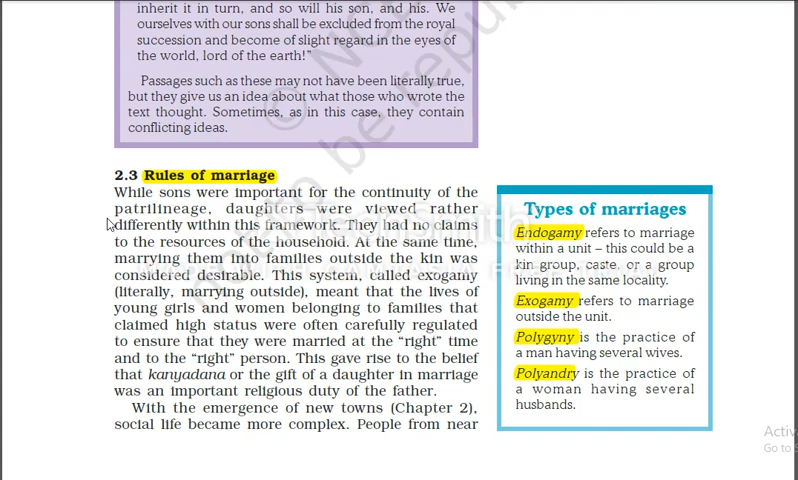 inherit it in turn, and so will his son, and his. We
ourselves with our sons shall be excluded from the royal
succession and become of slight regard in the eyes of
the world, lord of the earth!"
Passages such as these may not have been literally true,
but they give us an idea about what those who wrote the
text thought. Sometimes, as in this case, they contain
conflicting ideas.
2.3 Rules of marriage
While sons were important for the continuity of the
patrilineage, daughters were viewed rather
differently within this framework. They had no claims
to the resources of the household. At the same time,
marrying them into families outside the kin was
considered desirable. This system, called exogamy
(literally, marrying outside), meant that the lives of
young girls and women belonging to families that
claimed high status were often carefully regulated
to ensure that they were married at the "right" time
and to the "right" person. This gave rise to the belief
that kanyadana or the gift of a daughter in marriage
was an important religious duty of the father.
With the emergence of new towns (Chapter 2),
social life became more complex. People from near
Types of marriages
Endogamy refers to marriage
within a unit – this could be a
kin group, caste, or a group
living in the same locality.
Exogamy refers to marriage
outside the unit.
Polygyny is the practice of
a man having several wives.
Polyandry is the practice of
a woman having several
husbands.
not to be republ
Activ
Go to S